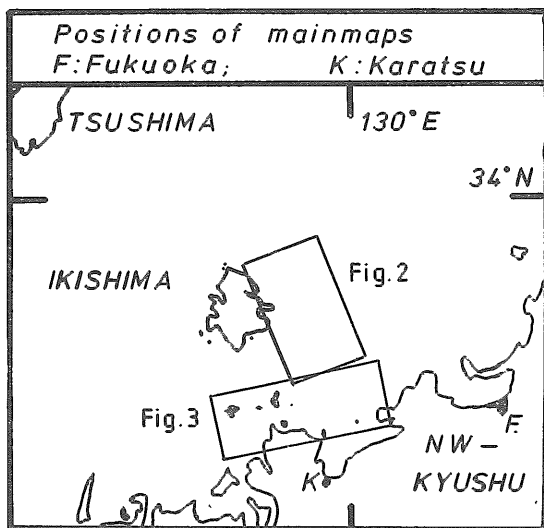 Positions of mainmaps
F:Fukuoka; K:Karatsu
TSUSHIMA
130°E
34°N
IKISHIMA
Fig.2
Fig.3
F.
NW-
K
KYUSHU